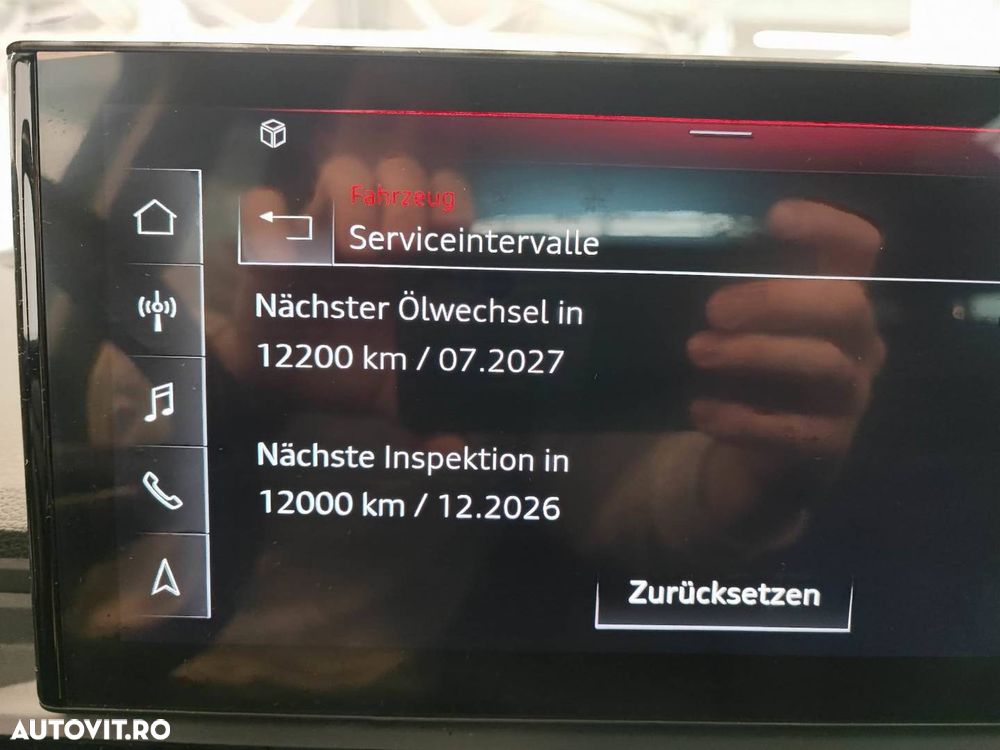 Fahrzeug
Serviceintervalle
Nächster Ölwechsel in
12200 km / 07.2027
Nächste Inspektion in
12000 km / 12.2026
Zurücksetzen
AUTOVIT.RO